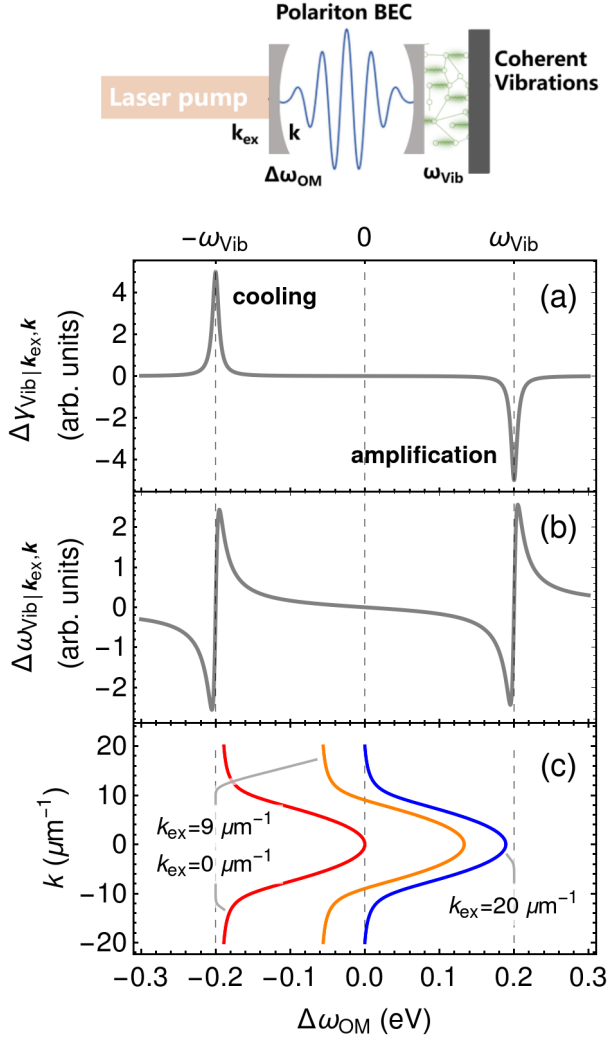 Polariton BEC
Coherent
Vibrations
Laser pump
k_ex
k
Δω_OM
ω_Vib
−ω_Vib
0
ω_Vib
(a)
cooling
amplification
Δγ_Vib|k_ex,k
(arb. units)
4
2
0
−2
−4
(b)
Δω_Vib|k_ex,k
(arb. units)
2
1
0
−1
−2
(c)
k (μm⁻¹)
20
10
0
−10
−20
k_ex=9 μm⁻¹
k_ex=0 μm⁻¹
k_ex=20 μm⁻¹
−0.3 −0.2 −0.1 0.0 0.1 0.2 0.3
Δω_OM (eV)